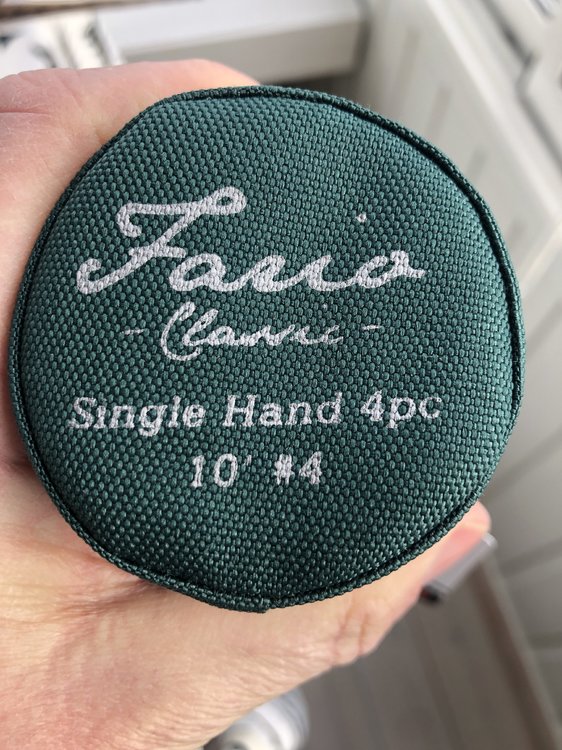 Fario
- Classic -
Single Hand 4pc
10' #4